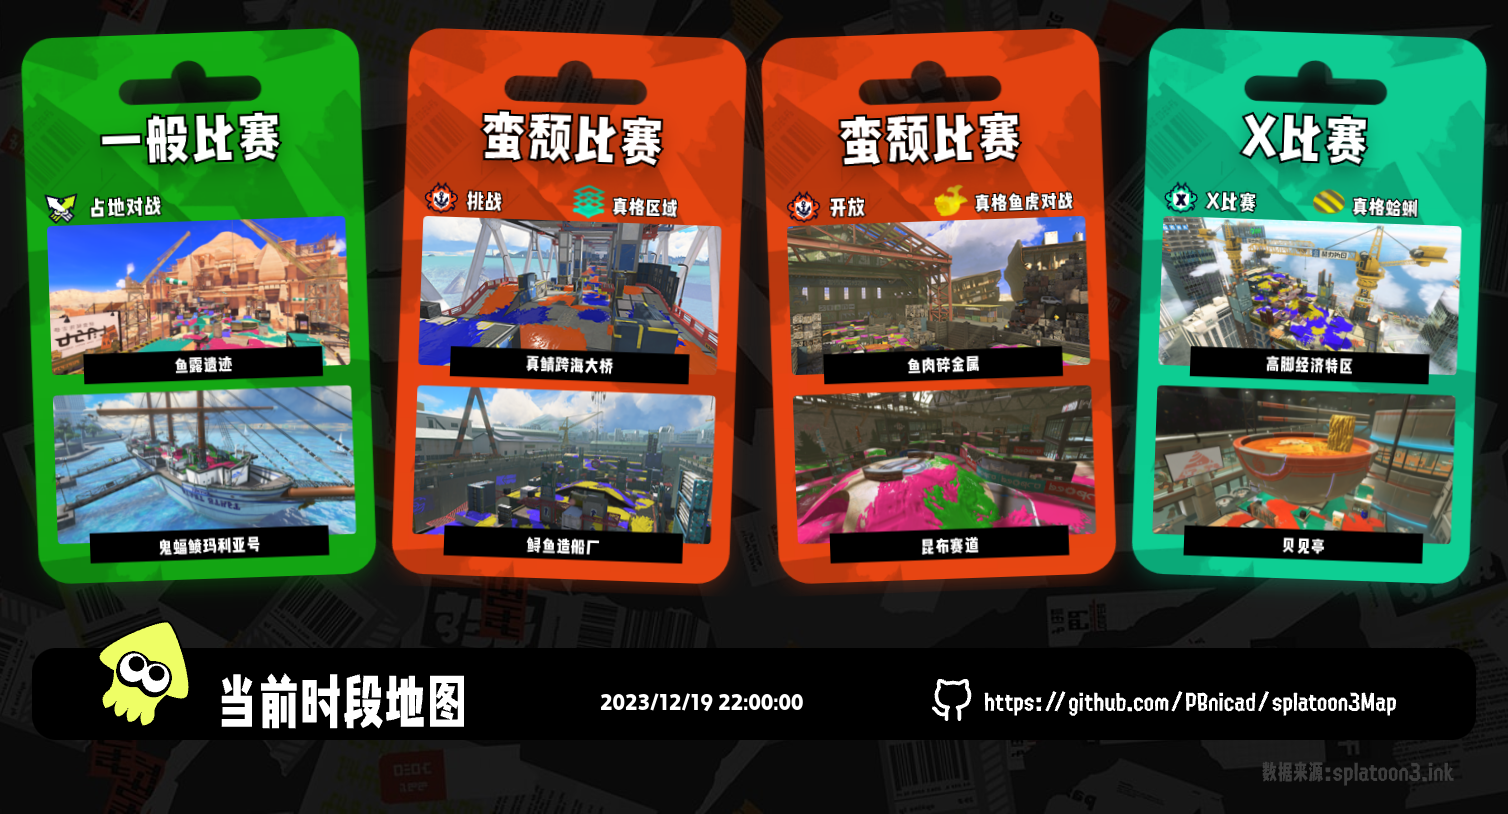 一般比赛
占地对战
鱼露遗迹
鬼蝠鲼玛利亚号
蛮颓比赛
挑战
真格区域
真鲭跨海大桥
鲟鱼造船厂
蛮颓比赛
开放
真格鱼虎对战
鱼肉碎金属
昆布赛道
X比赛
X比赛
真格蛤蜊
高脚经济特区
贝见亭
当前时段地图
2023/12/19 22:00:00
https://github.com/PBnicad/splatoon3Map
数据来源:splatoon3.ink